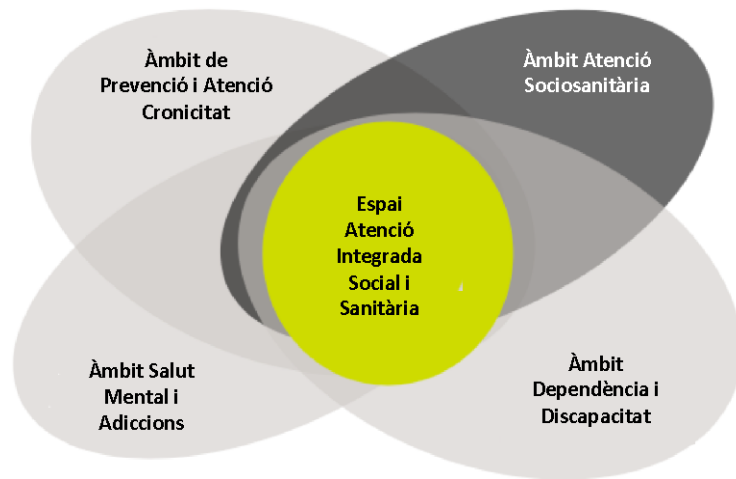 Àmbit de
Prevenció i Atenció
Cronicitat
Àmbit Atenció
Sociosanitària
Espai
Atenció
Integrada
Social i
Sanitària
Àmbit Salut
Mental i
Adiccions
Àmbit
Dependència i
Discapacitat